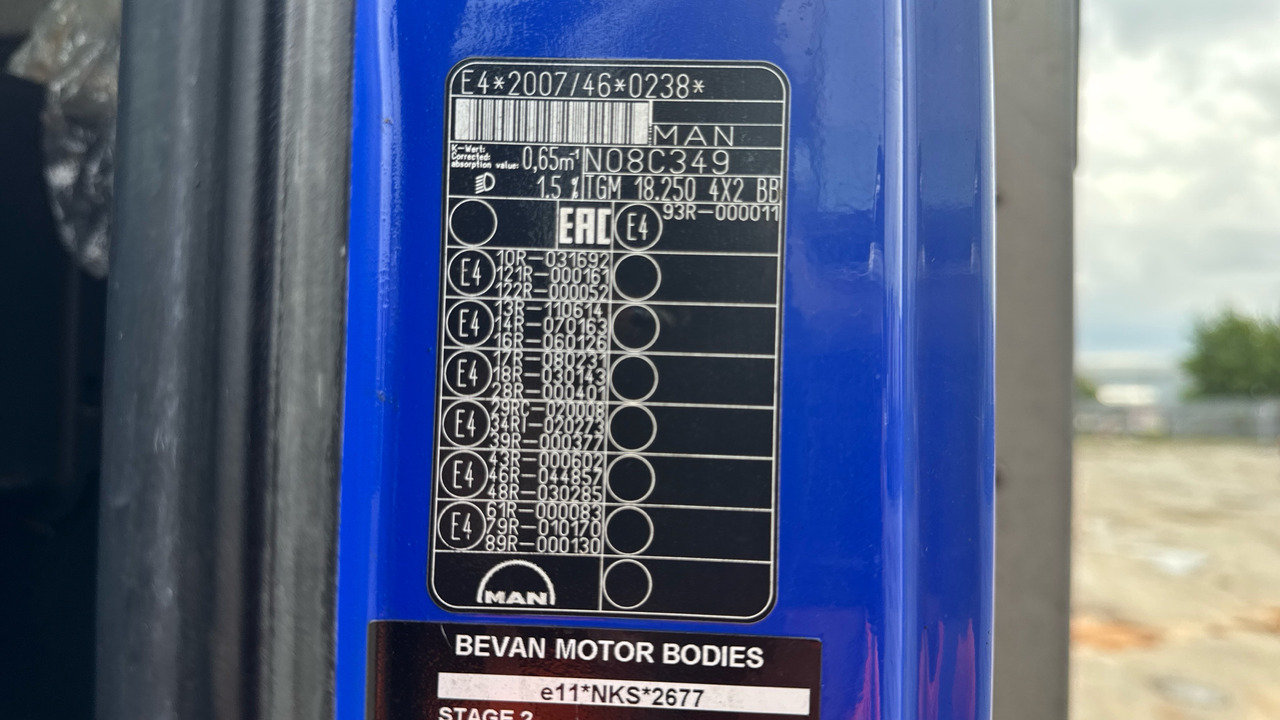 E4*2007/46*0238*
MAN
K-Wert:
Corrected
absorption value:
0,65m⁻¹
N08C349
1.5 %
TGM 18.250 4X2 BB
EAC
E4
93R-000011
E4
10R-031692
121R-000161
122R-000052
E4
13R-110614
14R-070163
16R-060126
E4
17R-080231
18R-030143
28R-000401
E4
29RC-020008
34RI-020273
39R-000377
E4
43R-000602
46R-044857
48R-030285
E4
61R-000083
79R-010170
89R-000130
MAN
BEVAN MOTOR BODIES
e11*NKS*2677
STAGE 2